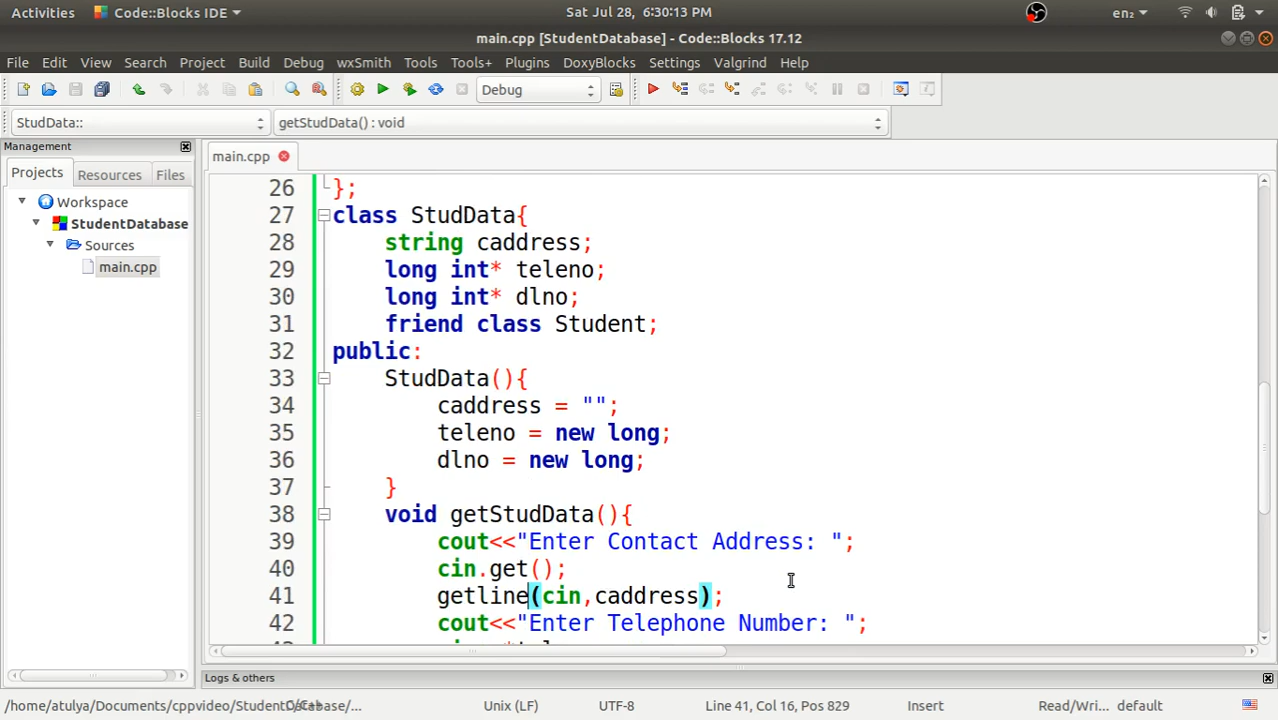 Activities Code::Blocks IDE Sat Jul 28, 6:30:13 PM en₂
main.cpp [StudentDatabase] - Code::Blocks 17.12
File Edit View Search Project Build Debug wxSmith Tools Tools+ Plugins DoxyBlocks Settings Valgrind Help
Debug
StudData:: getStudData() : void
Management
main.cpp
Projects Resources Files
Workspace
StudentDatabase
Sources
main.cpp
26 };
27 class StudData{
28 string caddress;
29 long int* teleno;
30 long int* dlno;
31 friend class Student;
32 public:
33 StudData(){
34 caddress = "";
35 teleno = new long;
36 dlno = new long;
37 }
38 void getStudData(){
39 cout<<"Enter Contact Address: ";
40 cin.get();
41 getline(cin,caddress);
42 cout<<"Enter Telephone Number: ";
Logs & others
/home/atulya/Documents/cppvideo/StudentDatabase/... Unix (LF) UTF-8 Line 41, Col 16, Pos 829 Insert Read/Wri... default